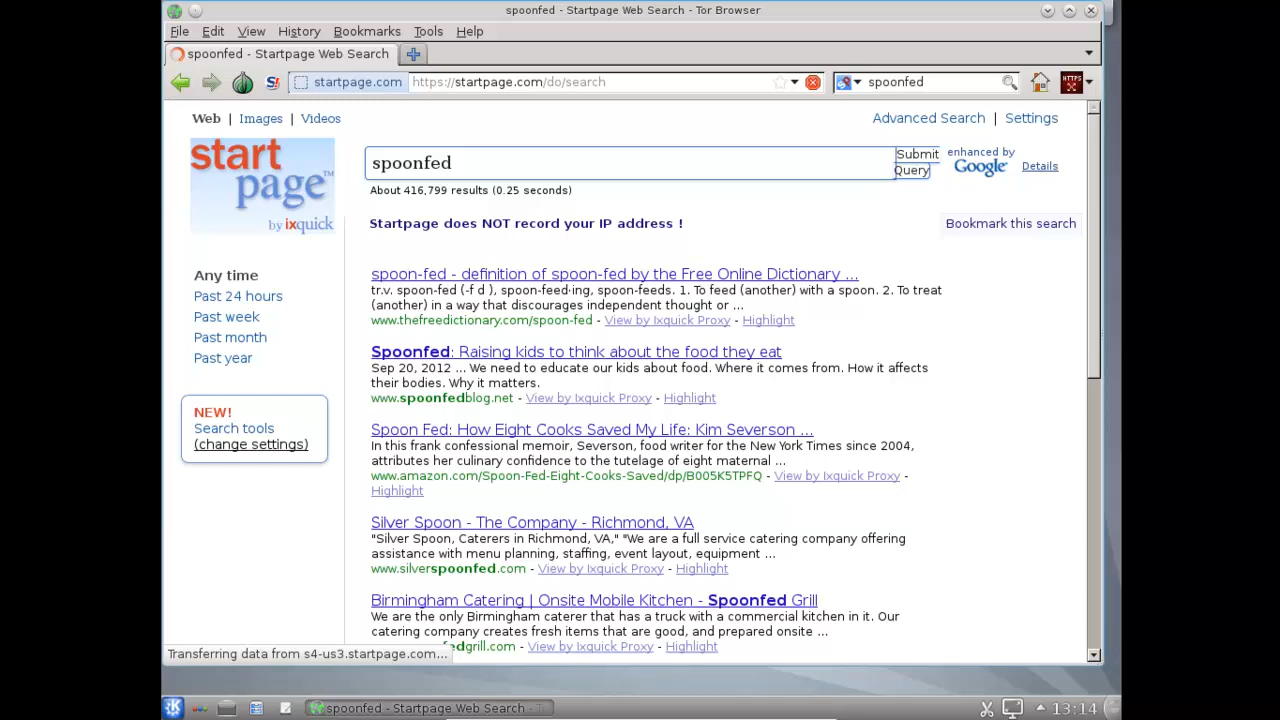 spoonfed - Startpage Web Search - Tor Browser
File Edit View History Bookmarks Tools Help
spoonfed - Startpage Web Search
startpage.com https://startpage.com/do/search spoonfed HTTPS
Web | Images | Videos Advanced Search | Settings
start page™ by ixquick
spoonfed Submit Query enhanced by Google Details
About 416,799 results (0.25 seconds)
Startpage does NOT record your IP address ! Bookmark this search
Any time
Past 24 hours
Past week
Past month
Past year
NEW!
Search tools
(change settings)
spoon-fed - definition of spoon-fed by the Free Online Dictionary ...
tr.v. spoon-fed (-f d ), spoon-feed·ing, spoon-feeds. 1. To feed (another) with a spoon. 2. To treat
(another) in a way that discourages independent thought or ...
www.thefreedictionary.com/spoon-fed - View by Ixquick Proxy - Highlight
Spoonfed: Raising kids to think about the food they eat
Sep 20, 2012 ... We need to educate our kids about food. Where it comes from. How it affects
their bodies. Why it matters.
www.spoonfedblog.net - View by Ixquick Proxy - Highlight
Spoon Fed: How Eight Cooks Saved My Life: Kim Severson ...
In this frank confessional memoir, Severson, food writer for the New York Times since 2004,
attributes her culinary confidence to the tutelage of eight maternal ...
www.amazon.com/Spoon-Fed-Eight-Cooks-Saved/dp/B005K5TPFQ - View by Ixquick Proxy -
Highlight
Silver Spoon - The Company - Richmond, VA
"Silver Spoon, Caterers in Richmond, VA," "We are a full service catering company offering
assistance with menu planning, staffing, event layout, equipment ...
www.silverspoonfed.com - View by Ixquick Proxy - Highlight
Birmingham Catering | Onsite Mobile Kitchen - Spoonfed Grill
We are the only Birmingham caterer that has a truck with a commercial kitchen in it. Our
catering company creates fresh items that are good, and prepared onsite ...
edgrill.com - View by Ixquick Proxy - Highlight
Transferring data from s4-us3.startpage.com...
spoonfed - Startpage Web Search - T 13:14